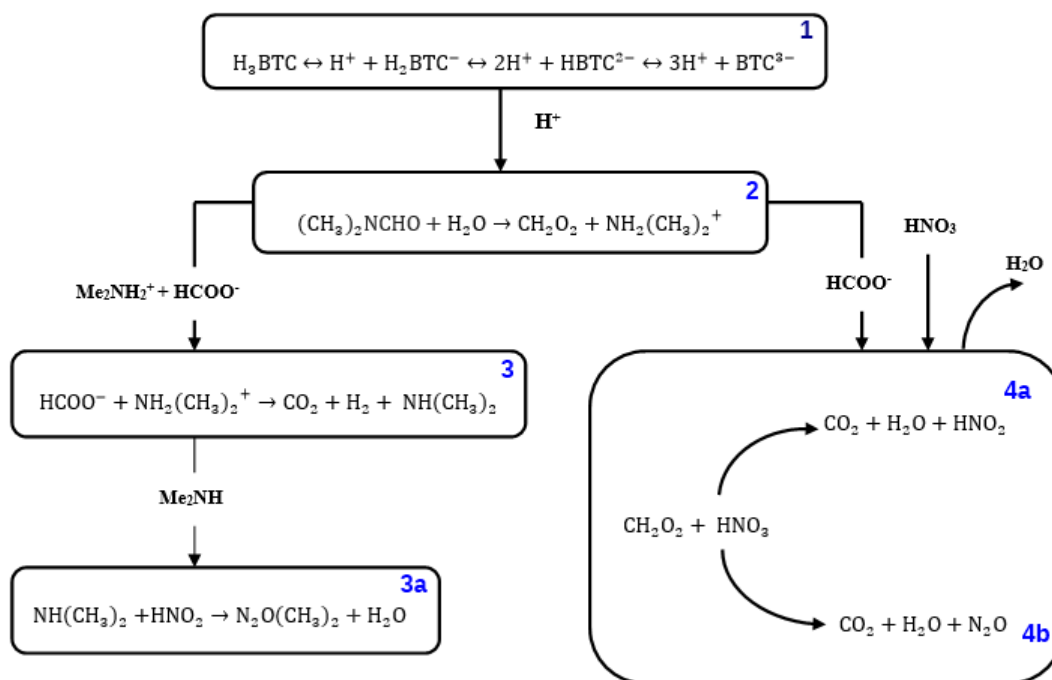 1
H₃BTC ↔ H⁺ + H₂BTC⁻ ↔ 2H⁺ + HBTC²⁻ ↔ 3H⁺ + BTC³⁻
H⁺
2
(CH₃)₂NCHO + H₂O → CH₂O₂ + NH₂(CH₃)₂⁺
HNO₃
H₂O
Me₂NH₂⁺ + HCOO⁻
HCOO⁻
3
HCOO⁻ + NH₂(CH₃)₂⁺ → CO₂ + H₂ + NH(CH₃)₂
4a
CO₂ + H₂O + HNO₂
Me₂NH
CH₂O₂ + HNO₃
3a
NH(CH₃)₂ +HNO₂ → N₂O(CH₃)₂ + H₂O
CO₂ + H₂O + N₂O
4b